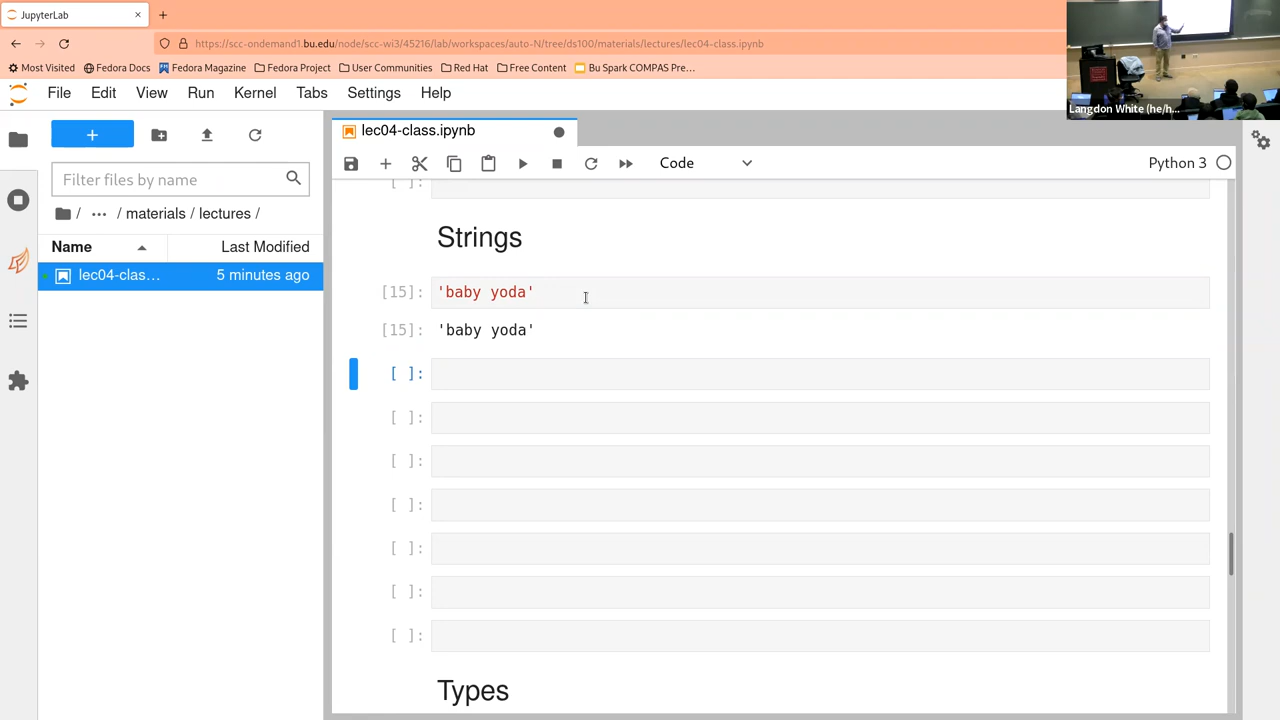 JupyterLab
https://scc-ondemand1.bu.edu/node/scc-wi3/45216/lab/workspaces/auto-N/tree/ds100/materials/lectures/lec04-class.ipynb
Most Visited Fedora Docs Fedora Magazine Fedora Project User Communities Red Hat Free Content Bu Spark COMPAS Pre…
Langdon White (he/h...
File Edit View Run Kernel Tabs Settings Help
lec04-class.ipynb
Code
Python 3
Filter files by name
/ ... / materials / lectures /
Name Last Modified
lec04-clas… 5 minutes ago
[ ]:
Strings
[15]: 'baby yoda'
[15]: 'baby yoda'
[ ]:
[ ]:
[ ]:
[ ]:
[ ]:
[ ]:
[ ]:
Types